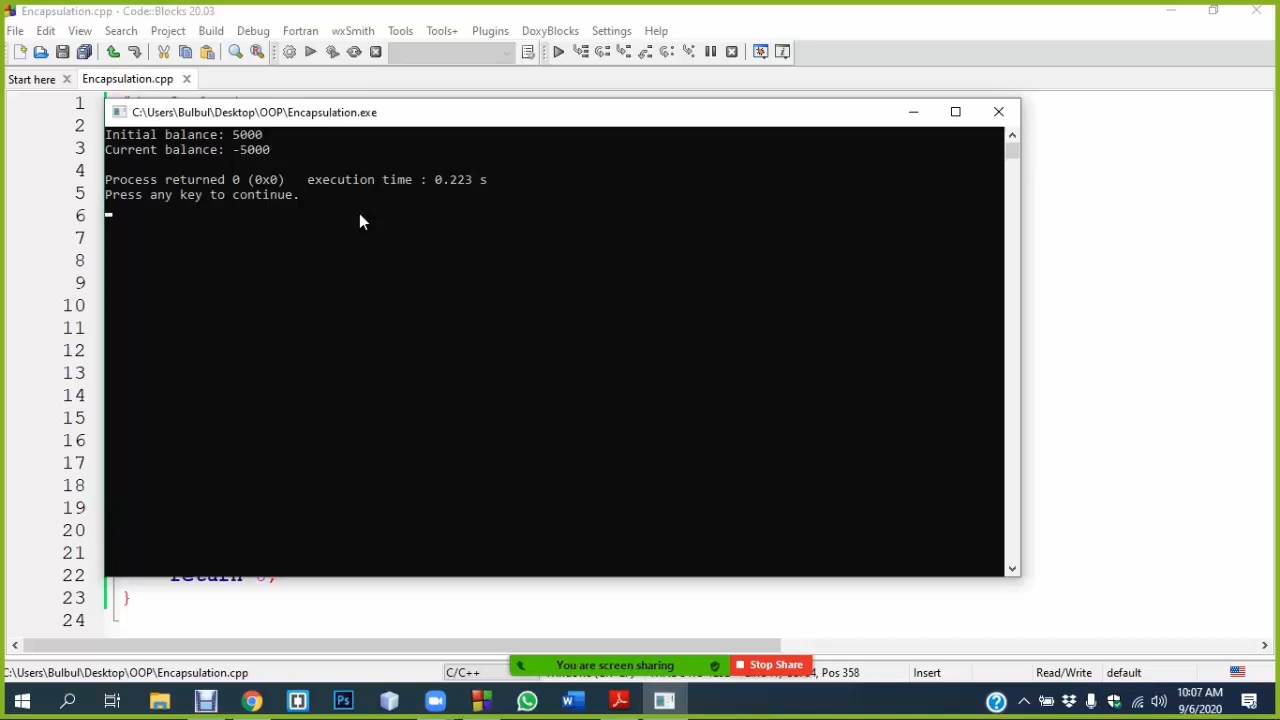 Encapsulation.cpp - Code::Blocks 20.03
File Edit View Search Project Build Debug Fortran wxSmith Tools Tools+ Plugins DoxyBlocks Settings Help
Start here Encapsulation.cpp
C:\Users\Bulbul\Desktop\OOP\Encapsulation.exe
Initial balance: 5000
Current balance: -5000
Process returned 0 (0x0) execution time : 0.223 s
Press any key to continue.
1
2
3
4
5
6
7
8
9
10
11
12
13
14
15
16
17
18
19
20
21
22 return 0;
23 }
24
C:\Users\Bulbul\Desktop\OOP\Encapsulation.cpp C/C++ Pos 358 Insert Read/Write default
You are screen sharing Stop Share
10:07 AM
9/6/2020